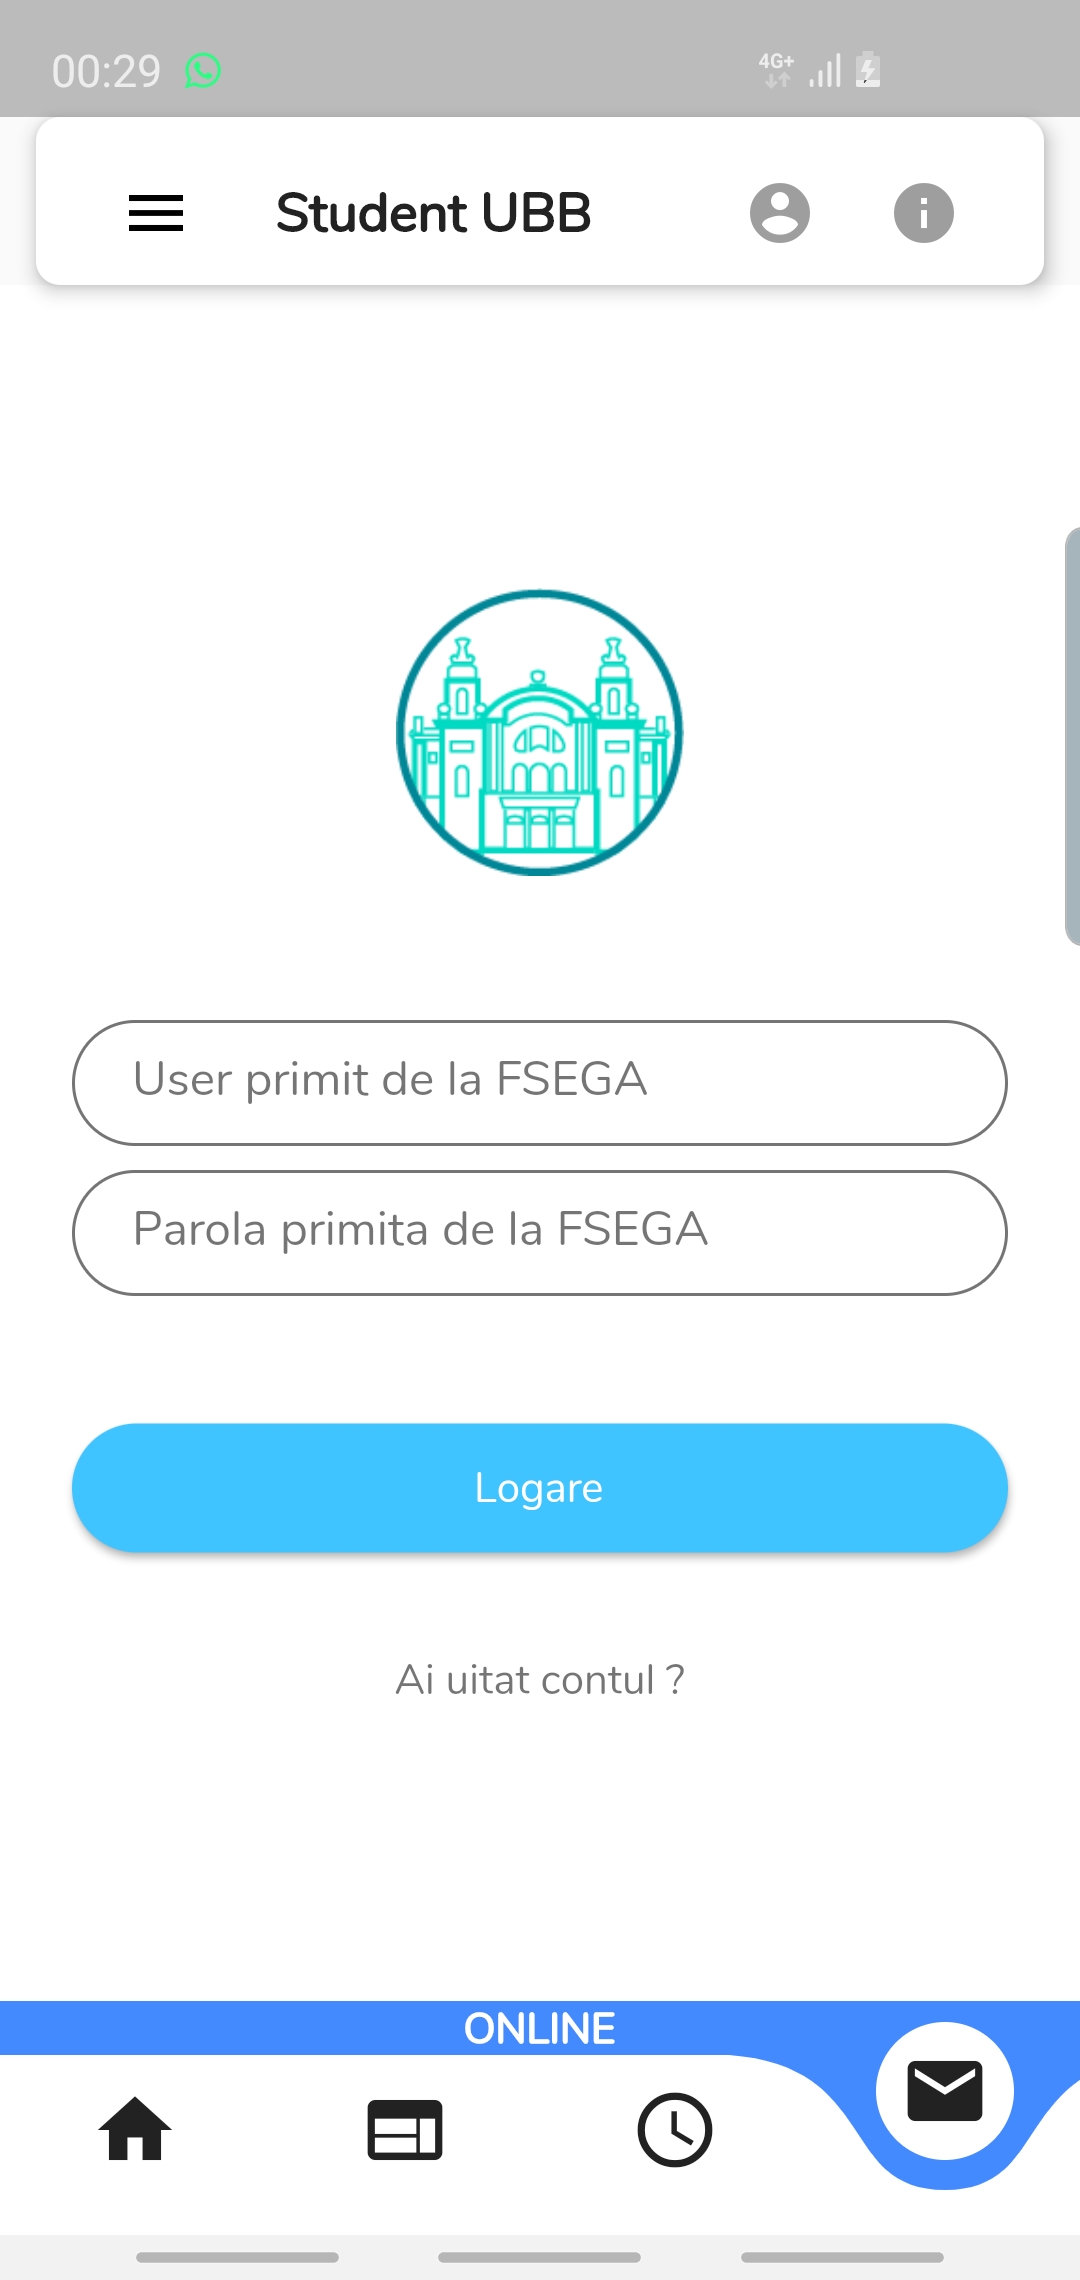 00:29
4G+
Student UBB
User primit de la FSEGA
Parola primita de la FSEGA
Logare
Ai uitat contul ?
ONLINE